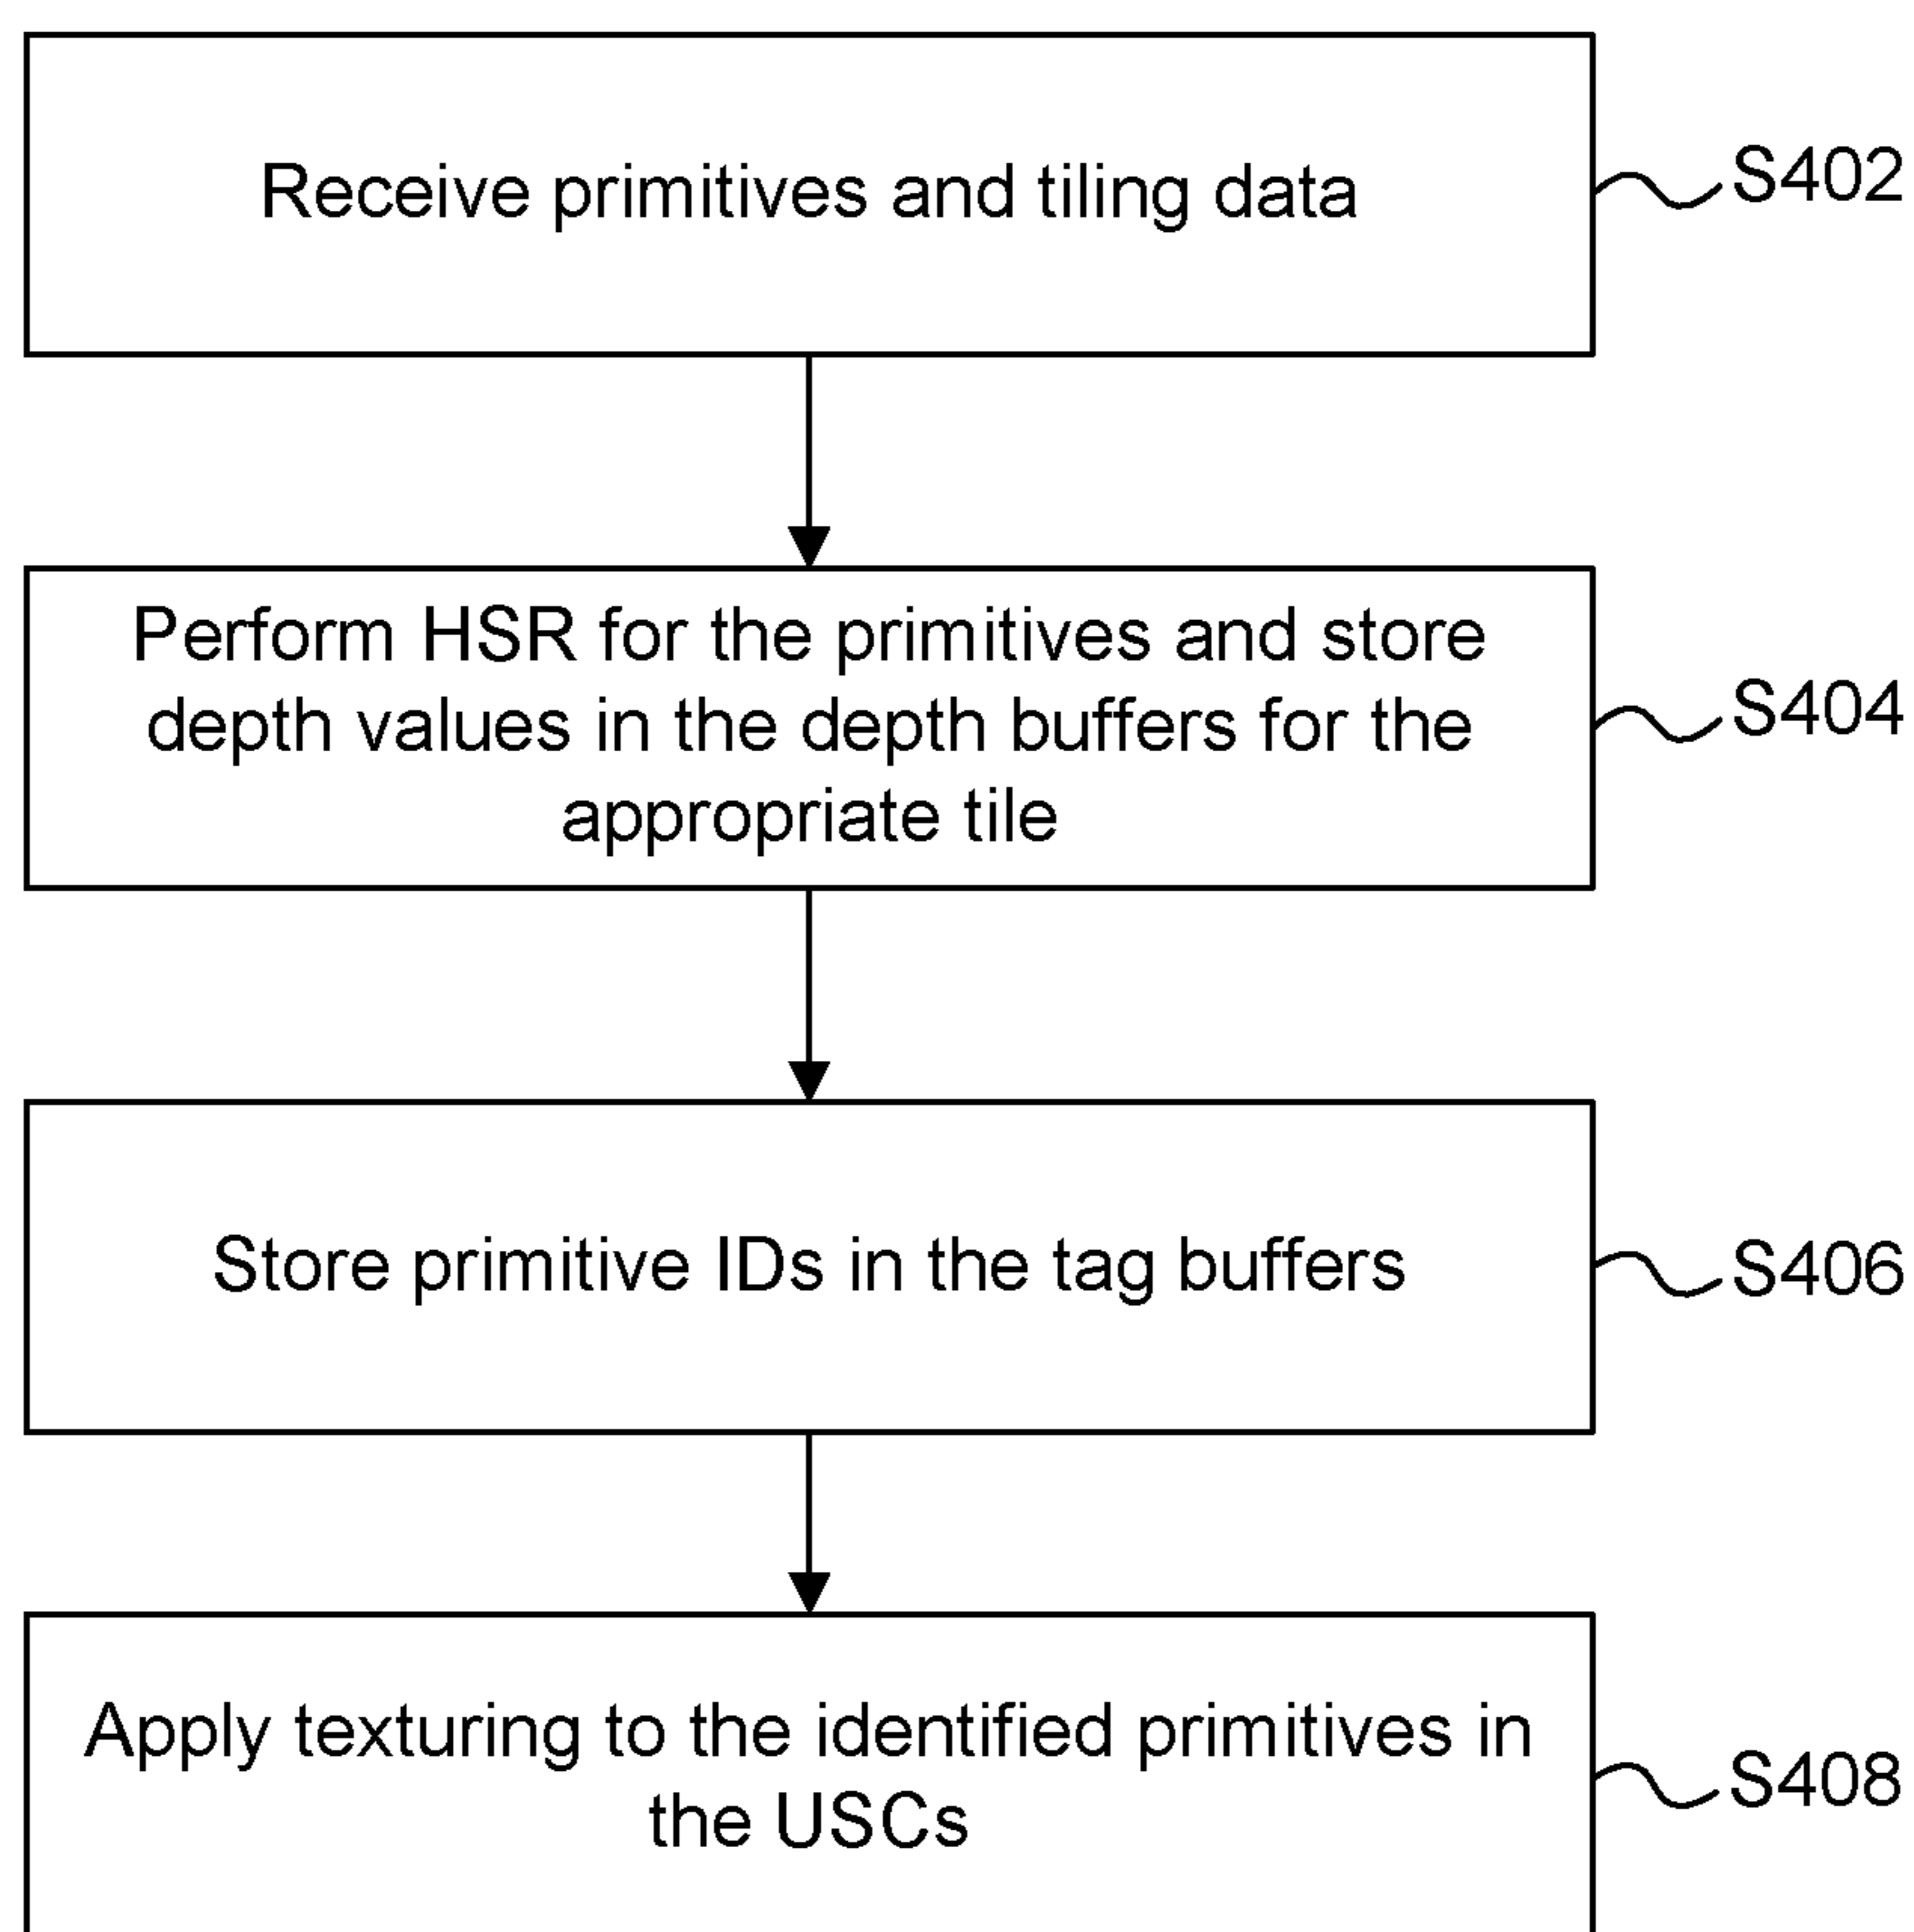 Receive primitives and tiling data
S402
Perform HSR for the primitives and store
depth values in the depth buffers for the
appropriate tile
S404
Store primitive IDs in the tag buffers
S406
Apply texturing to the identified primitives in
the USCs
S408